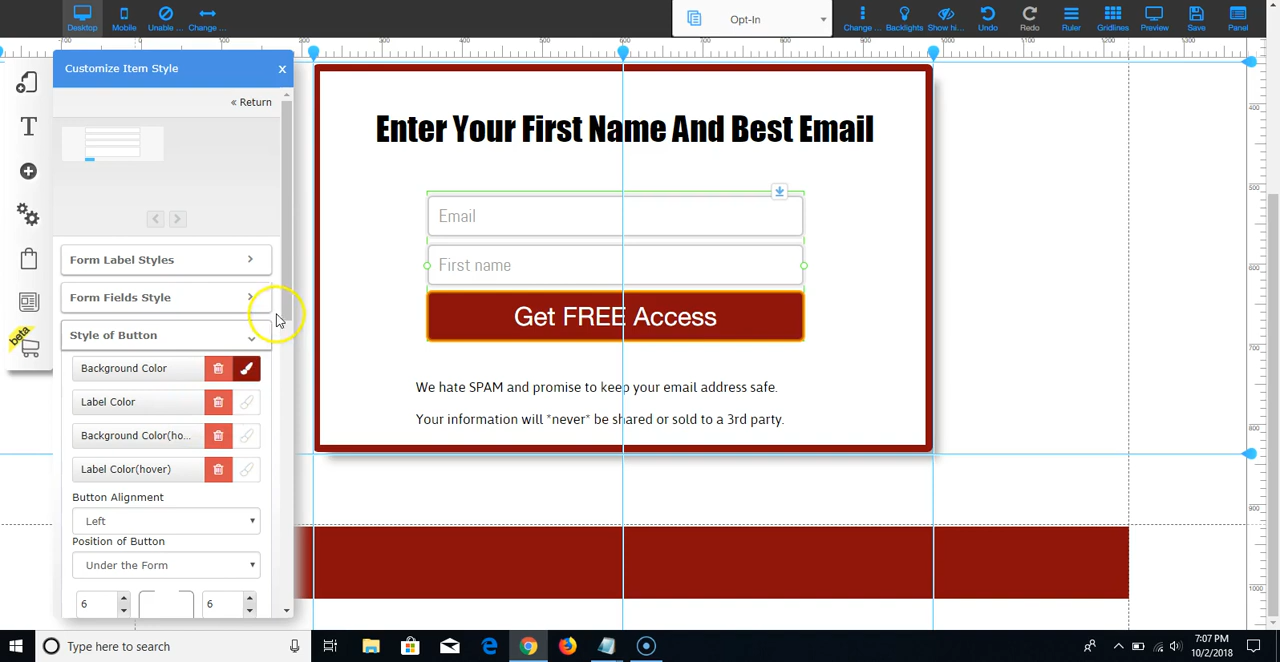 Desktop
Mobile
Unable ...
Change ...
Opt-In
Change ...
Backlights
Show hi...
Undo
Redo
Ruler
Gridlines
Preview
Save
Panel
Customize Item Style
X
« Return
Form Label Styles
Form Fields Style
Style of Button
Background Color
Label Color
Background Color(ho...
Label Color(hover)
Button Alignment
Left
Position of Button
Under the Form
6
6
beta
Enter Your First Name And Best Email
Email
First name
Get FREE Access
We hate SPAM and promise to keep your email address safe.
Your information will *never* be shared or sold to a 3rd party.
Type here to search
7:07 PM
10/2/2018